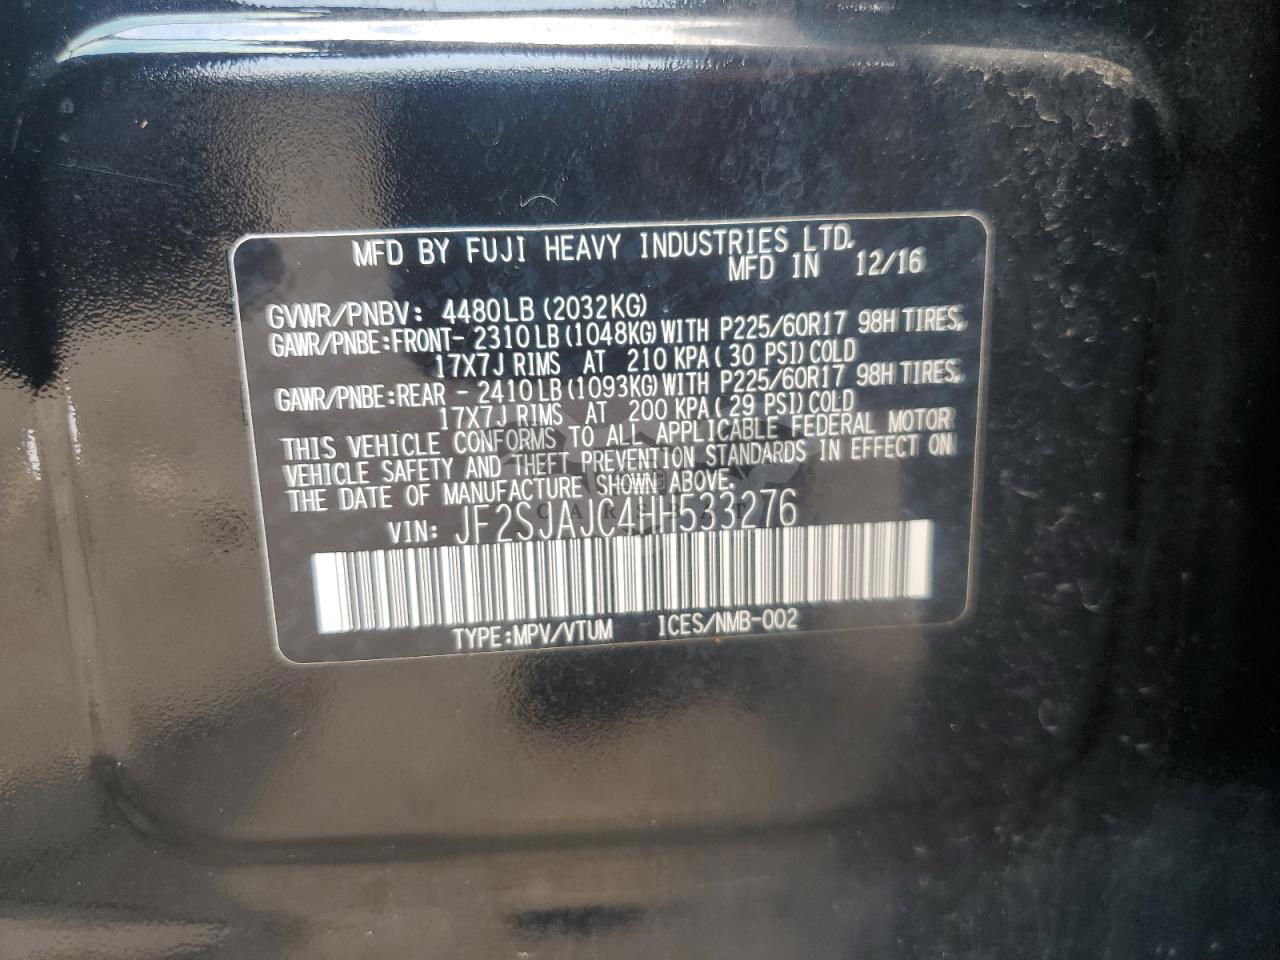 MFD BY FUJI HEAVY INDUSTRIES LTD.
MFD IN 12/16
GVWR/PNBV: 4480LB (2032KG)
GAWR/PNBE:FRONT- 2310LB (1048KG) WITH P225/60R17 98H TIRES,
17X7J RIMS AT 210 KPA( 30 PSI) COLD
GAWR/PNBE:REAR - 2410LB (1093KG) WITH P225/60R17 98H TIRES,
17X7J RIMS AT 200 KPA( 29 PSI) COLD
THIS VEHICLE CONFORMS TO ALL APPLICABLE FEDERAL MOTOR
VEHICLE SAFETY AND THEFT PREVENTION STANDARDS IN EFFECT ON
THE DATE OF MANUFACTURE SHOWN ABOVE.
VIN: JF2SJAJC4HH533276
TYPE:MPV/VTUM ICES/NMB-002